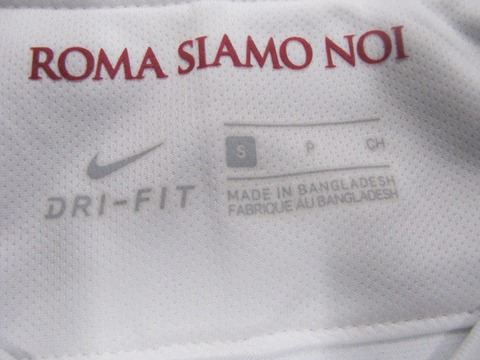 ROMA SIAMO NOI
DRI-FIT
S P CH
MADE IN BANGLADESH
FABRIQUE AU BANGLADESH